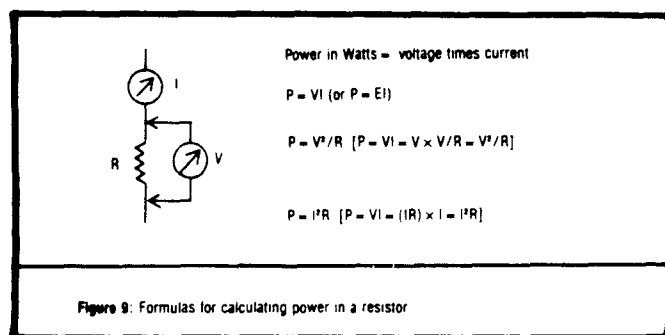 Power in Watts = voltage times current
I
P = VI (or P = EI)
P = V²/R [P = VI = V × V/R = V²/R]
R
V
P = I²R [P = VI = (IR) × I = I²R]
Figure 9: Formulas for calculating power in a resistor